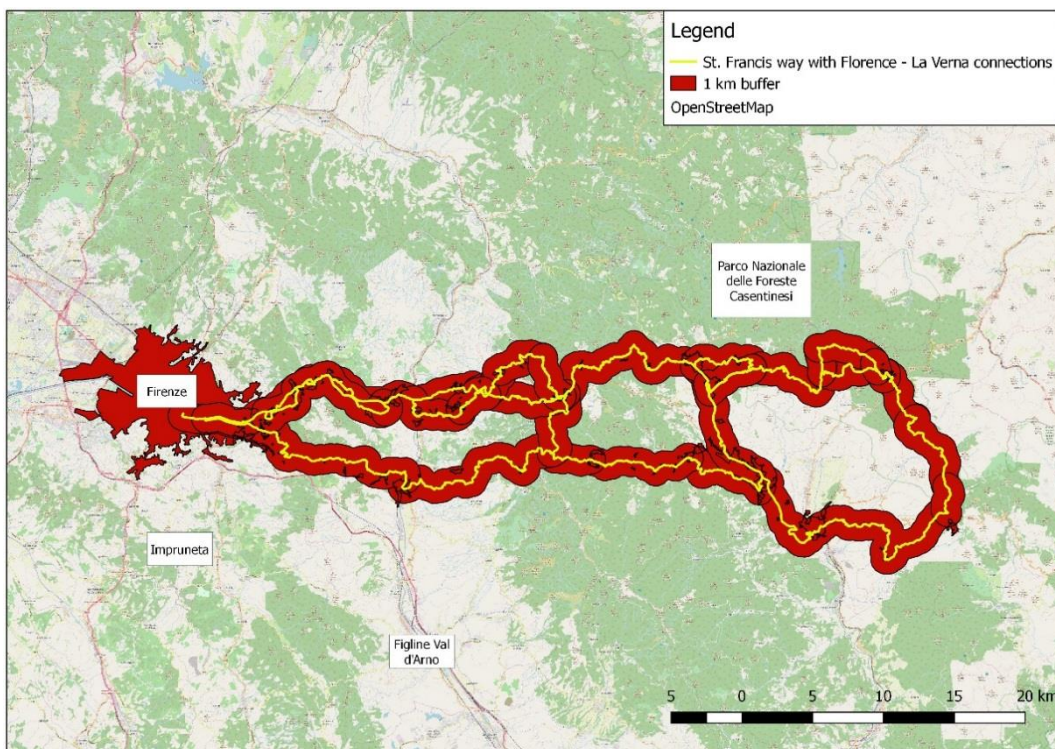 Legend
St. Francis way with Florence - La Verna connections
1 km buffer
OpenStreetMap
Parco Nazionale
delle Foreste
Casentinesi
Firenze
Impruneta
Figline Val
d'Arno
5 0 5 10 15 20 km